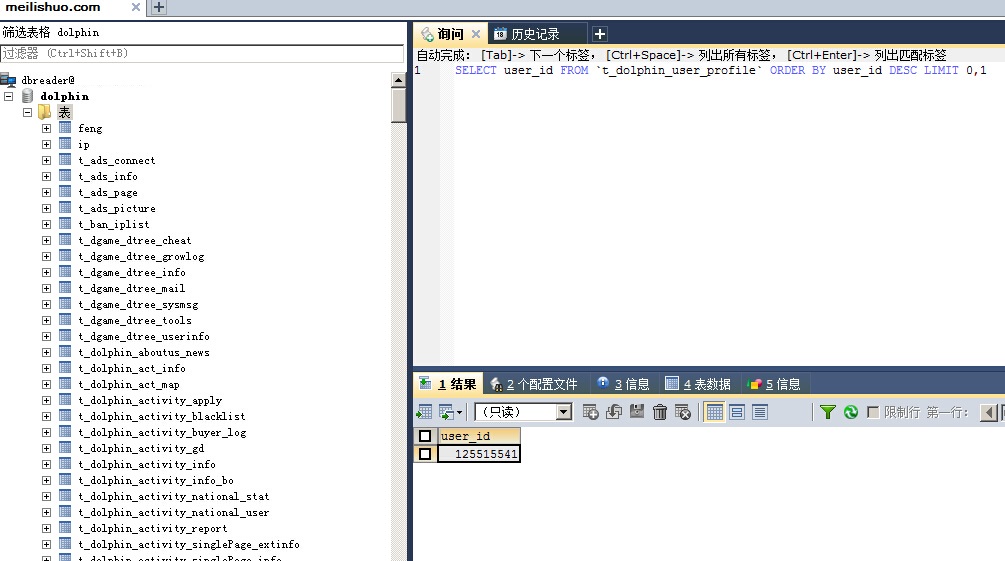 meilishuo.com
筛选表格 dolphin
过滤器 (Ctrl+Shift+B)
dbreader@
dolphin
表
feng
ip
t_ads_connect
t_ads_info
t_ads_page
t_ads_picture
t_ban_iplist
t_dgame_dtree_cheat
t_dgame_dtree_growlog
t_dgame_dtree_info
t_dgame_dtree_mail
t_dgame_dtree_sysmsg
t_dgame_dtree_tools
t_dgame_dtree_userinfo
t_dolphin_aboutus_news
t_dolphin_act_info
t_dolphin_act_map
t_dolphin_activity_apply
t_dolphin_activity_blacklist
t_dolphin_activity_buyer_log
t_dolphin_activity_gd
t_dolphin_activity_info
t_dolphin_activity_info_bo
t_dolphin_activity_national_stat
t_dolphin_activity_national_user
t_dolphin_activity_report
t_dolphin_activity_singlePage_extinfo
t_dolphin_activity_singlePage_info
询问 历史记录
自动完成： [Tab]-> 下一个标签， [Ctrl+Space]-> 列出所有标签， [Ctrl+Enter]-> 列出匹配标签
1 SELECT user_id FROM `t_dolphin_user_profile` ORDER BY user_id DESC LIMIT 0,1
1 结果 2 个配置文件 3 信息 4 表数据 5 信息
（只读） 限制行 第一行：
user_id
125515541